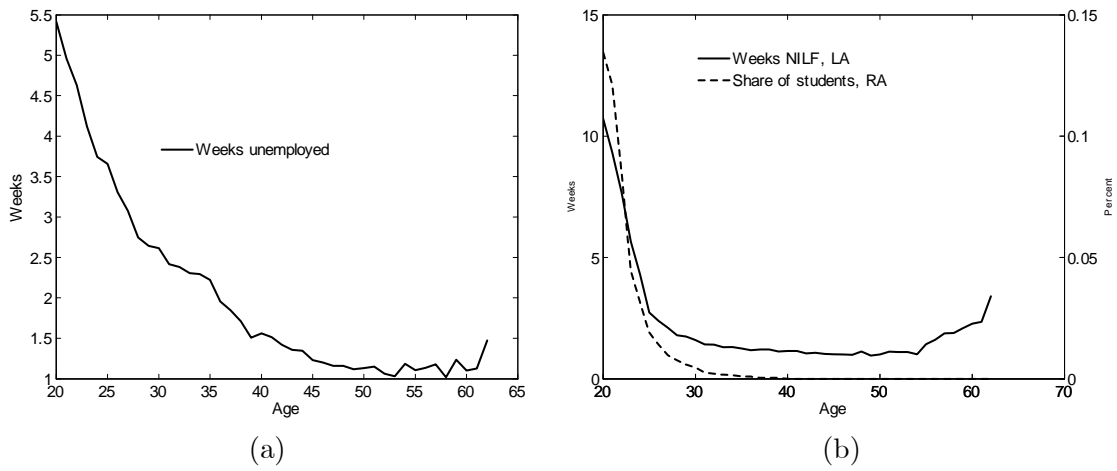 5.5
5
4.5
4
3.5
3
2.5
2
1.5
1
Weeks
Weeks unemployed
20 25 30 35 40 45 50 55 60 65
Age
(a)
15
10
5
0
Weeks
Weeks NILF, LA
Share of students, RA
0.15
0.1
0.05
0
Percent
20 30 40 50 60 70
Age
(b)